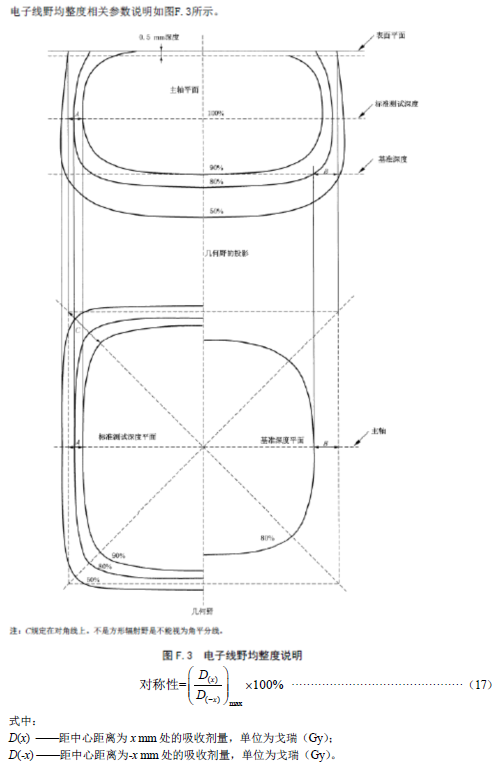 电子线野均整度相关参数说明如图F.3所示。
0.5 mm深度
表面平面
主轴平面
标准测试深度
100%
A
基准深度
90%
80%
B
50%
几何野的投影
C
标准测试深度平面
基准深度平面
主轴
A
B
90%
80%
80%
50%
几何野
注：C规定在对角线上，不是方形辐射野是不能视为角平分线。
图 F.3 电子线野均整度说明
对称性=(D(x)/D(-x))max×100% ……………………………………（17）
式中：
D(x) ——距中心距离为 x mm 处的吸收剂量，单位为戈瑞（Gy）；
D(-x) ——距中心距离为-x mm 处的吸收剂量，单位为戈瑞（Gy）。